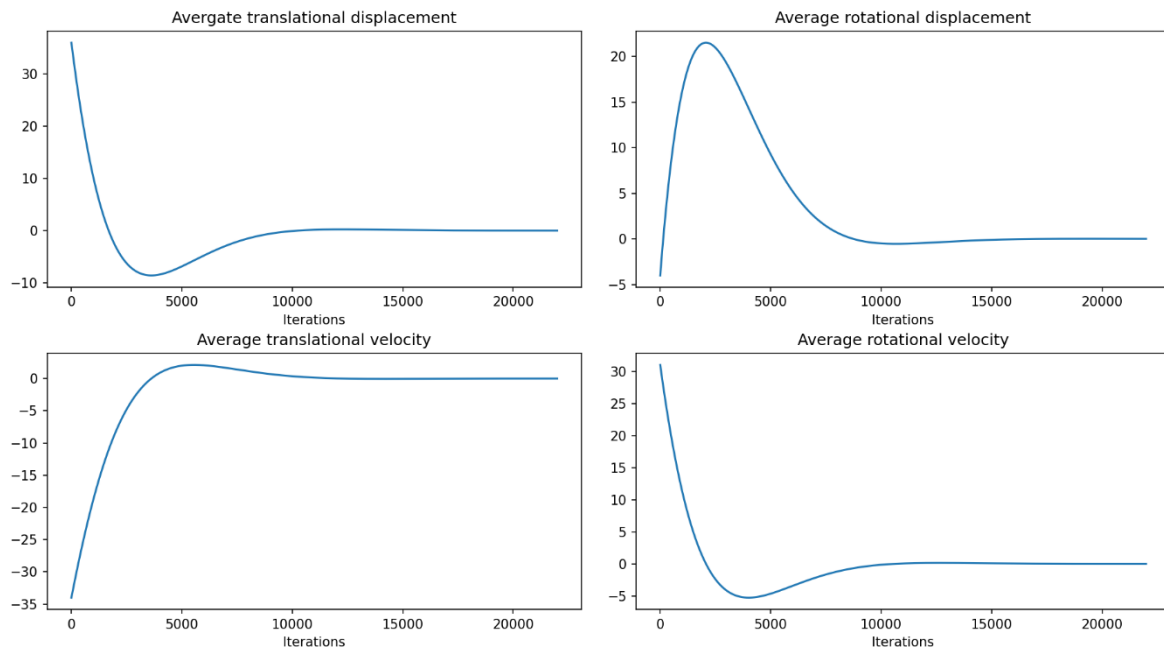 Avergate translational displacement
30
20
10
0
−10
0 5000 10000 15000 20000
Iterations
Average rotational displacement
20
15
10
5
0
−5
0 5000 10000 15000 20000
Iterations
Average translational velocity
0
−5
−10
−15
−20
−25
−30
−35
0 5000 10000 15000 20000
Iterations
Average rotational velocity
30
25
20
15
10
5
0
−5
0 5000 10000 15000 20000
Iterations